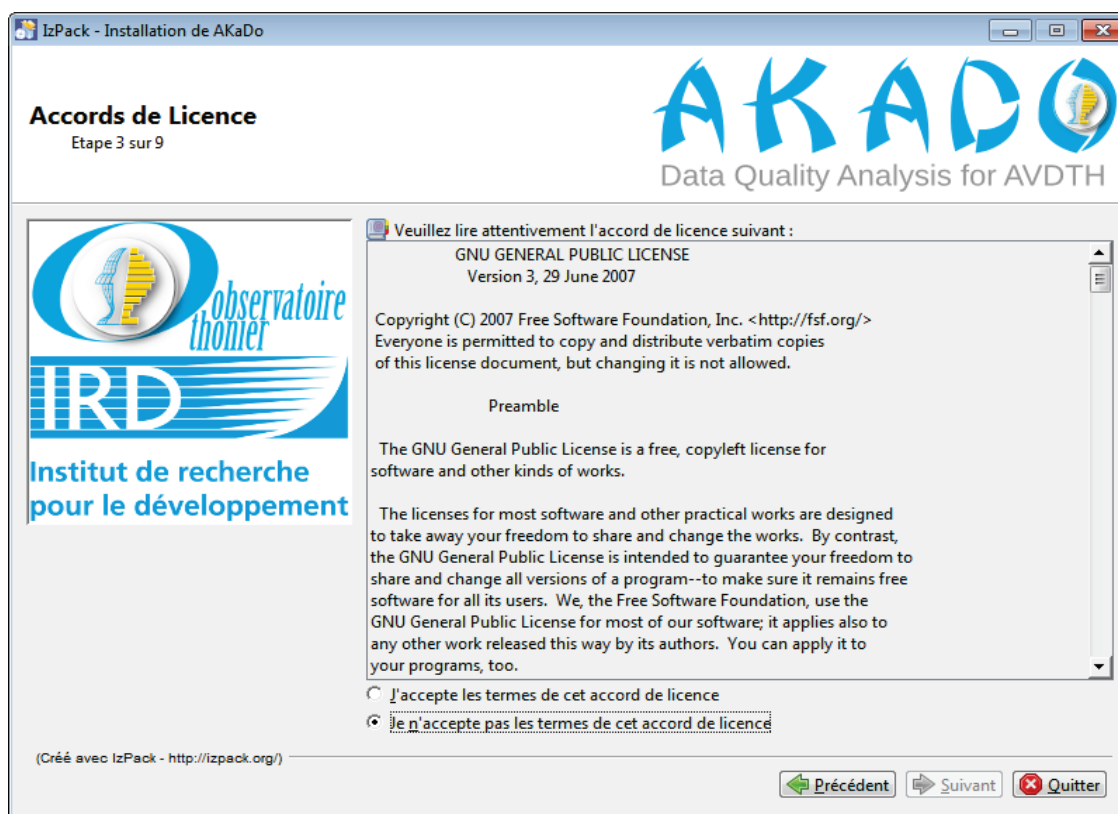 IzPack - Installation de AKaDo
Accords de Licence
Etape 3 sur 9
AKADO
Data Quality Analysis for AVDTH
Observatoire
thonier
IRD
Institut de recherche
pour le développement
Veuillez lire attentivement l'accord de licence suivant :
GNU GENERAL PUBLIC LICENSE
Version 3, 29 June 2007
Copyright (C) 2007 Free Software Foundation, Inc. <http://fsf.org/>
Everyone is permitted to copy and distribute verbatim copies
of this license document, but changing it is not allowed.
Preamble
The GNU General Public License is a free, copyleft license for
software and other kinds of works.
The licenses for most software and other practical works are designed
to take away your freedom to share and change the works.  By contrast,
the GNU General Public License is intended to guarantee your freedom to
share and change all versions of a program--to make sure it remains free
software for all its users.  We, the Free Software Foundation, use the
GNU General Public License for most of our software; it applies also to
any other work released this way by its authors.  You can apply it to
your programs, too.
J'accepte les termes de cet accord de licence
Je n'accepte pas les termes de cet accord de licence
(Créé avec IzPack - http://izpack.org/)
Précédent Suivant Quitter